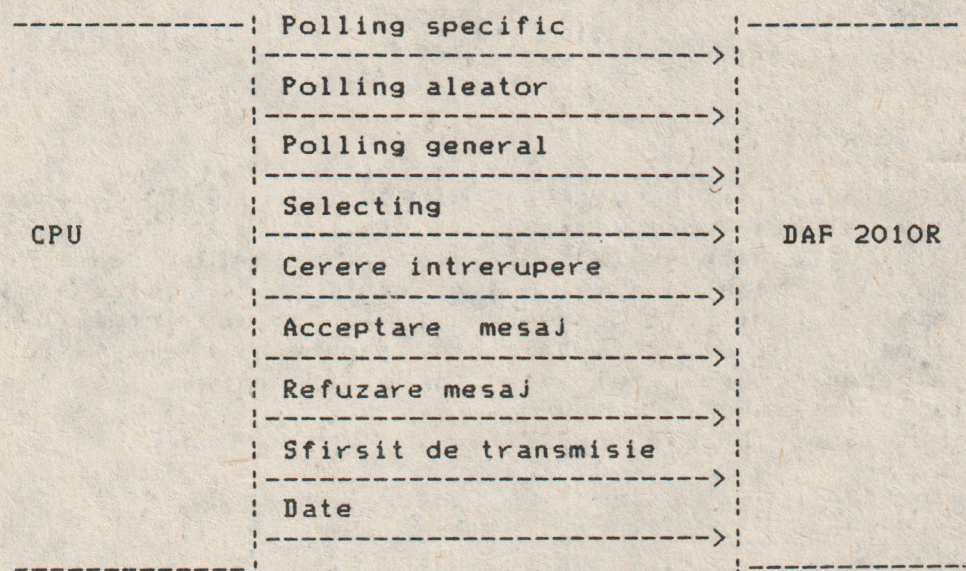 Polling specific
Polling aleator
Polling general
Selecting
CPU
DAF 2010R
Cerere intrerupere
Acceptare mesaj
Refuzare mesaj
Sfirsit de transmisie
Date